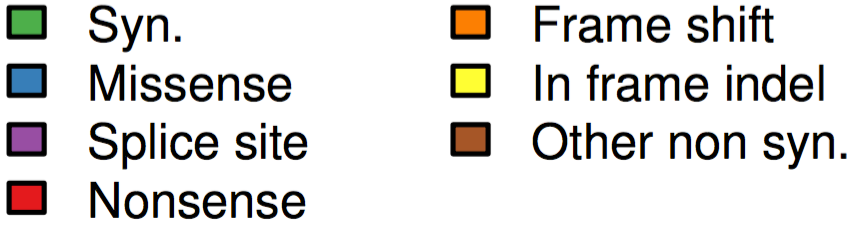 Syn.
Missense
Splice site
Nonsense
Frame shift
In frame indel
Other non syn.